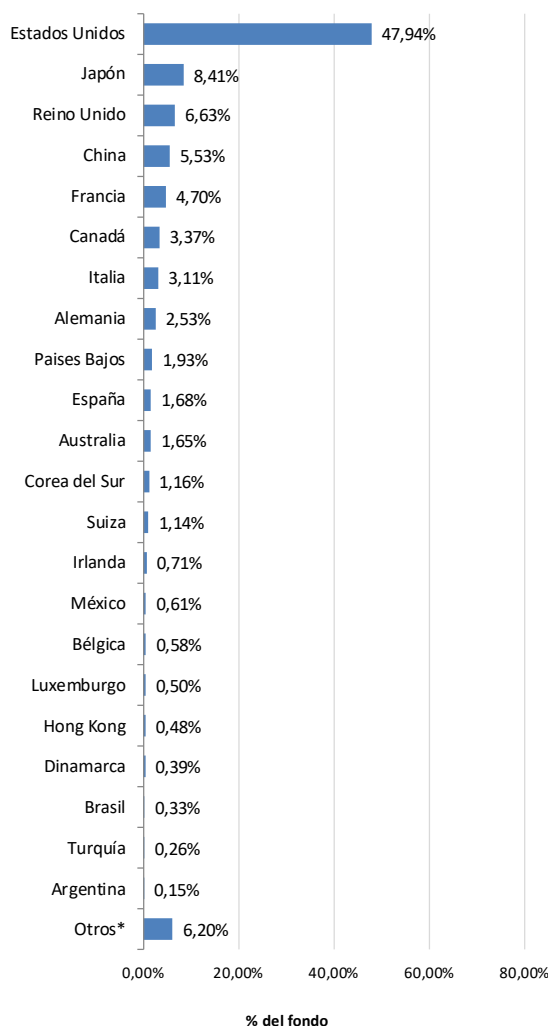 Estados Unidos 47,94%
Japón 8,41%
Reino Unido 6,63%
China 5,53%
Francia 4,70%
Canadá 3,37%
Italia 3,11%
Alemania 2,53%
Paises Bajos 1,93%
España 1,68%
Australia 1,65%
Corea del Sur 1,16%
Suiza 1,14%
Irlanda 0,71%
México 0,61%
Bélgica 0,58%
Luxemburgo 0,50%
Hong Kong 0,48%
Dinamarca 0,39%
Brasil 0,33%
Turquía 0,26%
Argentina 0,15%
Otros* 6,20%
0,00% 20,00% 40,00% 60,00% 80,00%
% del fondo